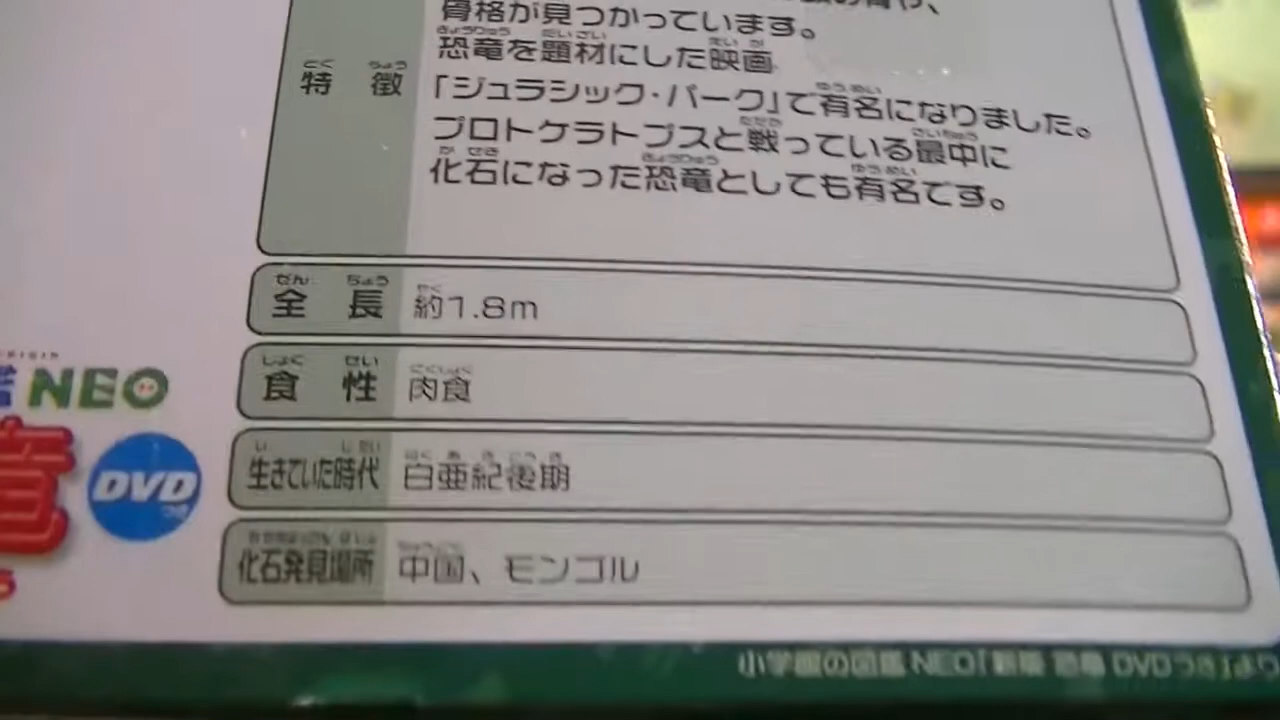 骨格が見つかっています。
恐竜を題材にした映画
「ジュラシック・パーク」で有名になりました。
プロトケラトプスと戦っている最中に
化石になった恐竜としても有名です。
特 徴
全 長 約1.8m
食 性 肉食
生きていた時代 白亜紀後期
化石発見場所 中国、モンゴル
NEO
竜
DVD
つき
小学館の図鑑 NEO「新版 恐竜 DVDつき」より